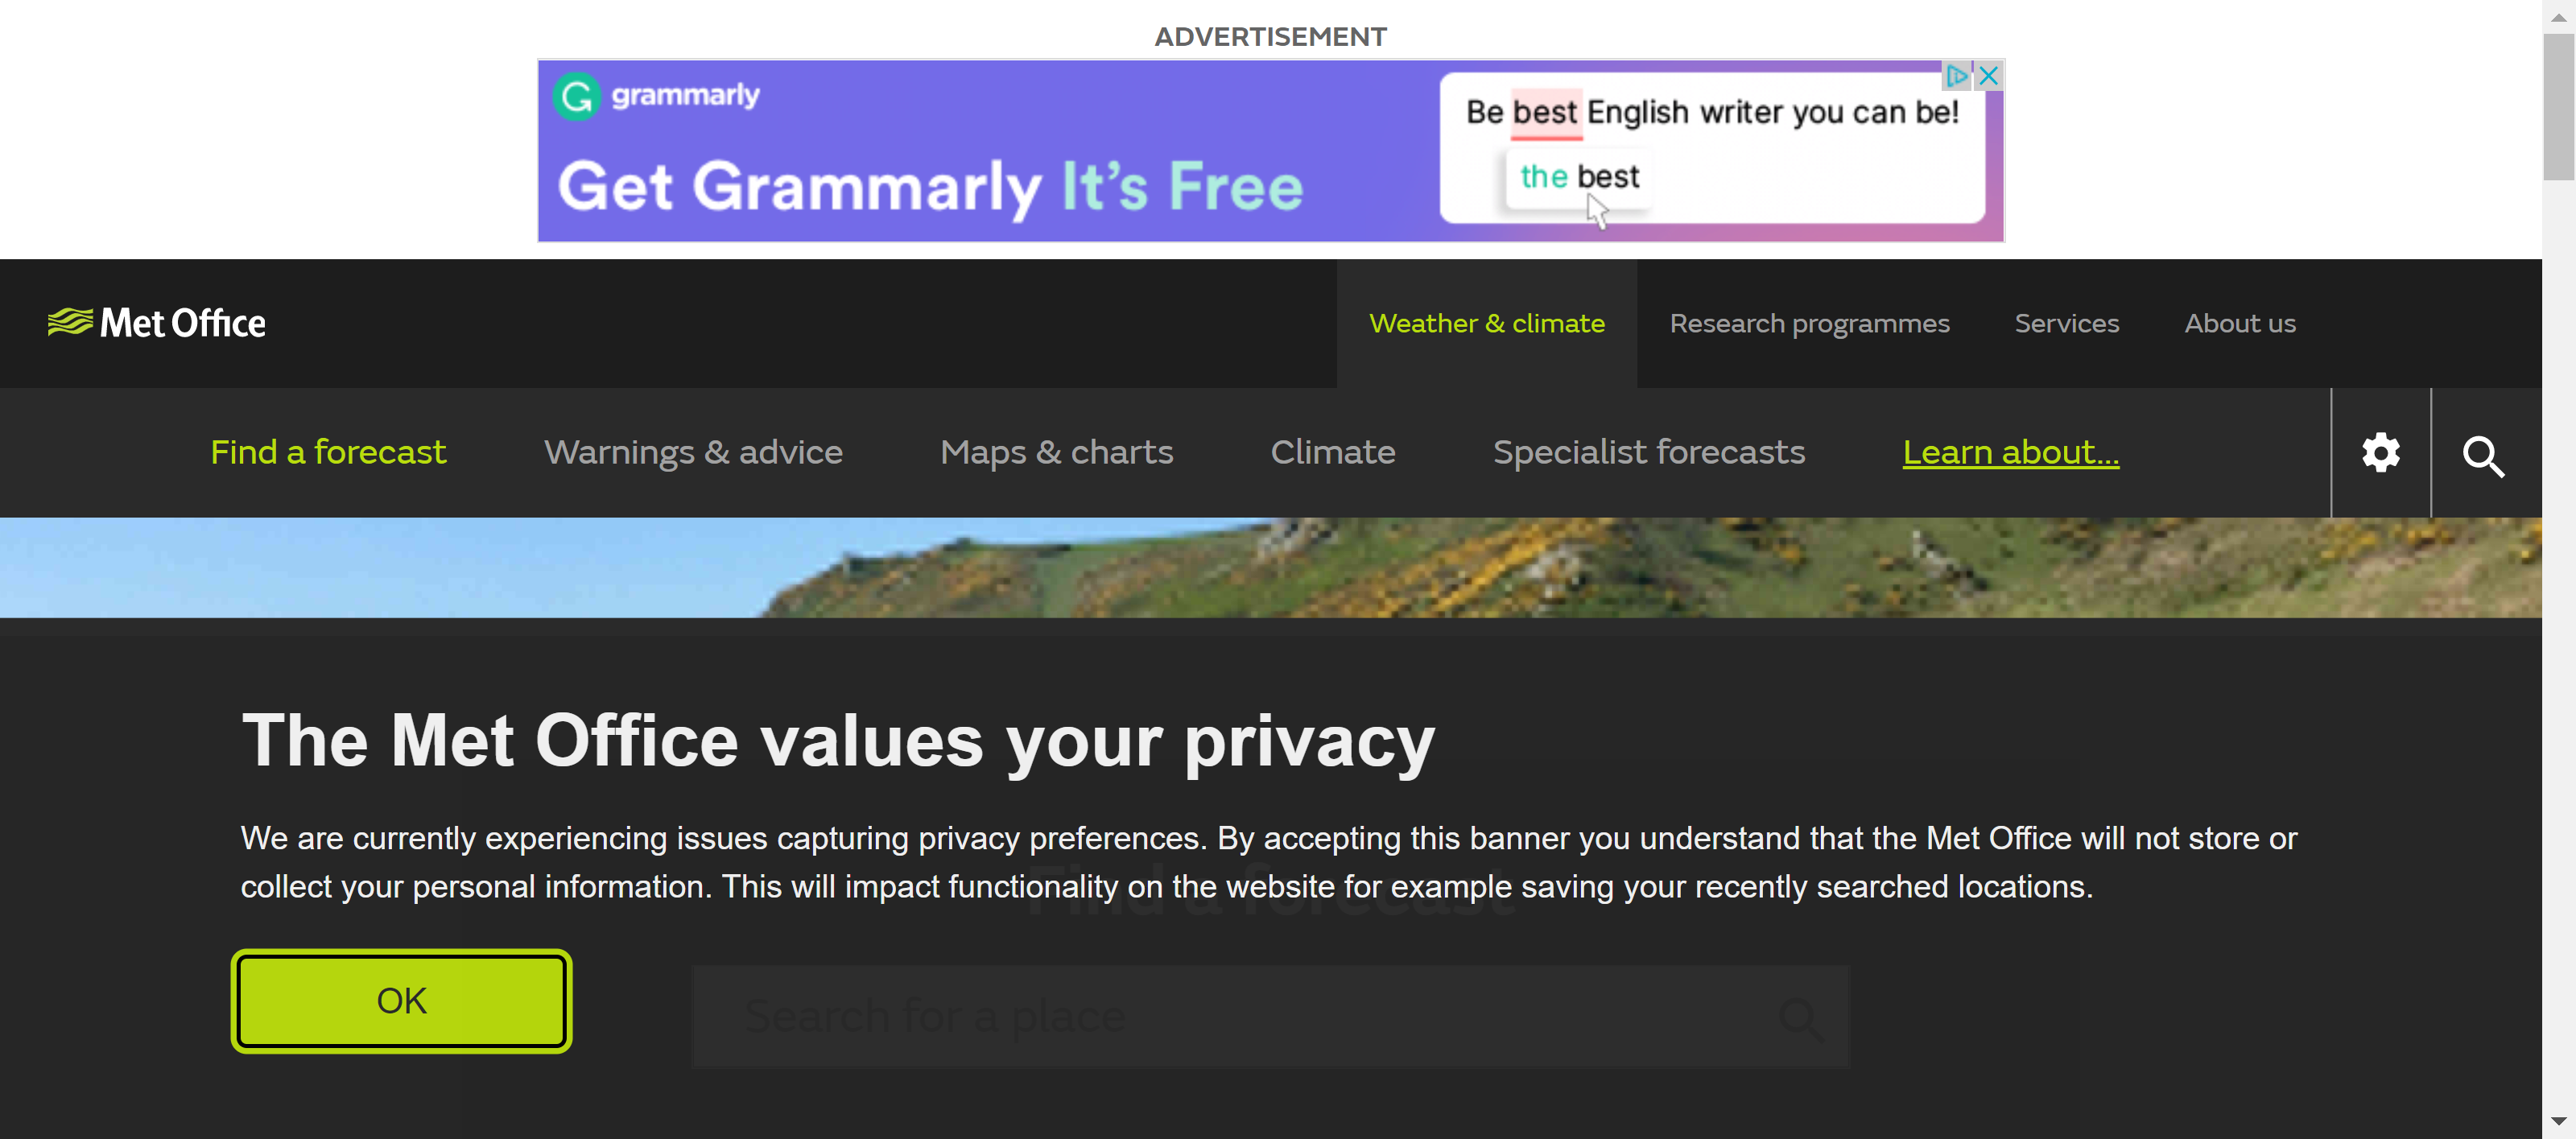 ADVERTISEMENT
grammarly
Get Grammarly It's Free
Be best English writer you can be!
the best
Met Office
Weather & climate
Research programmes
Services
About us
Find a forecast
Warnings & advice
Maps & charts
Climate
Specialist forecasts
Learn about...
The Met Office values your privacy
We are currently experiencing issues capturing privacy preferences. By accepting this banner you understand that the Met Office will not store or
collect your personal information. This will impact functionality on the website for example saving your recently searched locations.
Find a forecast
OK
Search for a place